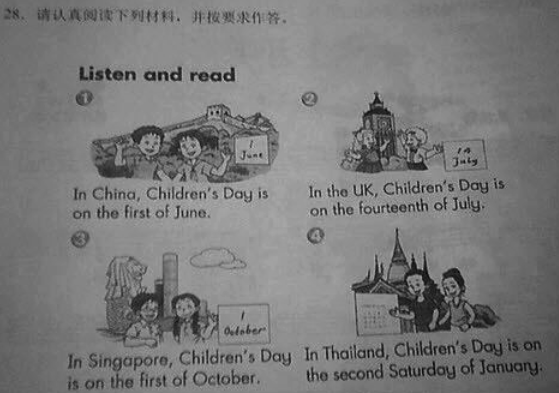 28. 请认真阅读下列材料，并按要求作答。
Listen and read
1
1
June
In China, Children's Day is
on the first of June.
2
14
July
In the UK, Children's Day is
on the fourteenth of July.
3
1
October
In Singapore, Children's Day
is on the first of October.
4
In Thailand, Children's Day is on
the second Saturday of January.